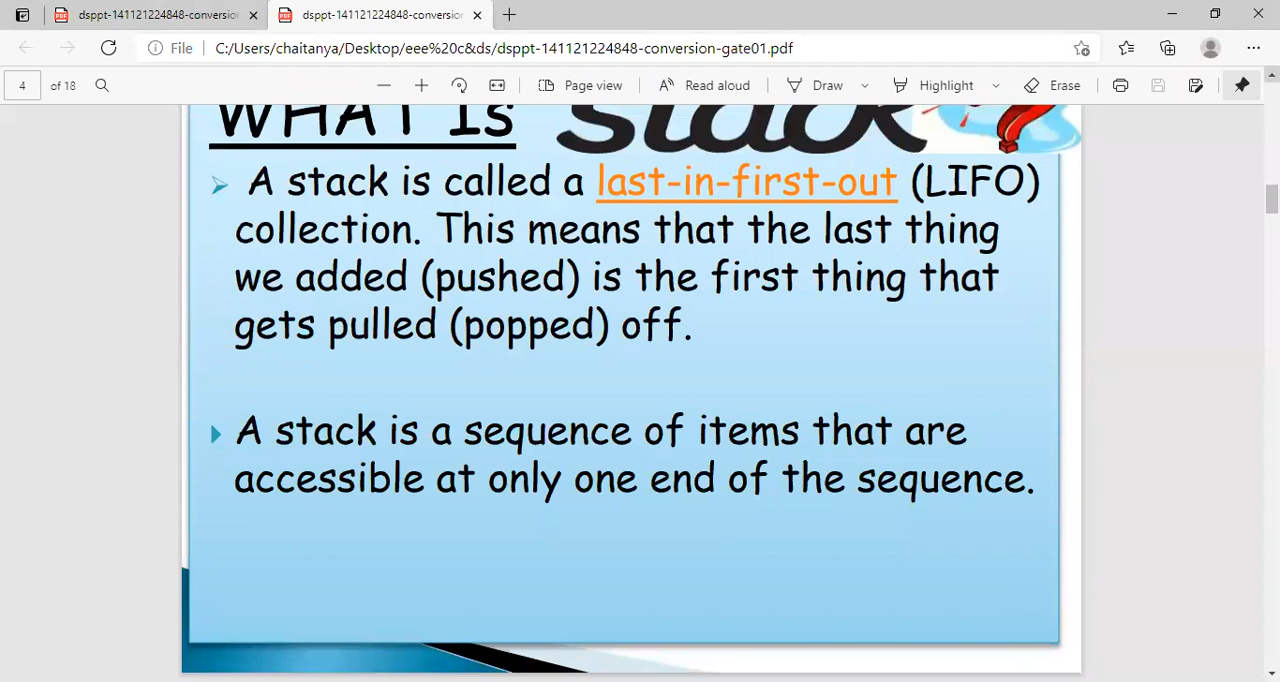 dsppt-141121224848-conversion
dsppt-141121224848-conversion
File C:/Users/chaitanya/Desktop/eee%20c&ds/dsppt-141121224848-conversion-gate01.pdf
4 of 18 Page view Read aloud Draw Highlight Erase
WHAT Is stack ?
A stack is called a last-in-first-out (LIFO)
collection. This means that the last thing
we added (pushed) is the first thing that
gets pulled (popped) off.
A stack is a sequence of items that are
accessible at only one end of the sequence.